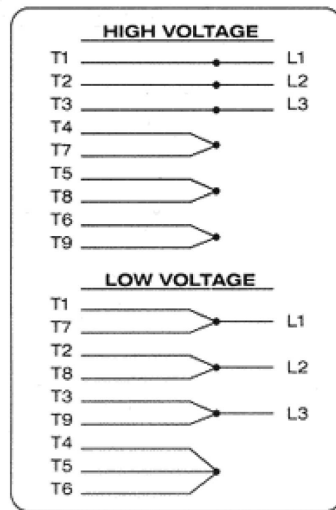 HIGH VOLTAGE
T1 L1
T2 L2
T3 L3
T4
T7
T5
T8
T6
T9
LOW VOLTAGE
T1
L1
T7
T2
L2
T8
T3
L3
T9
T4
T5
T6